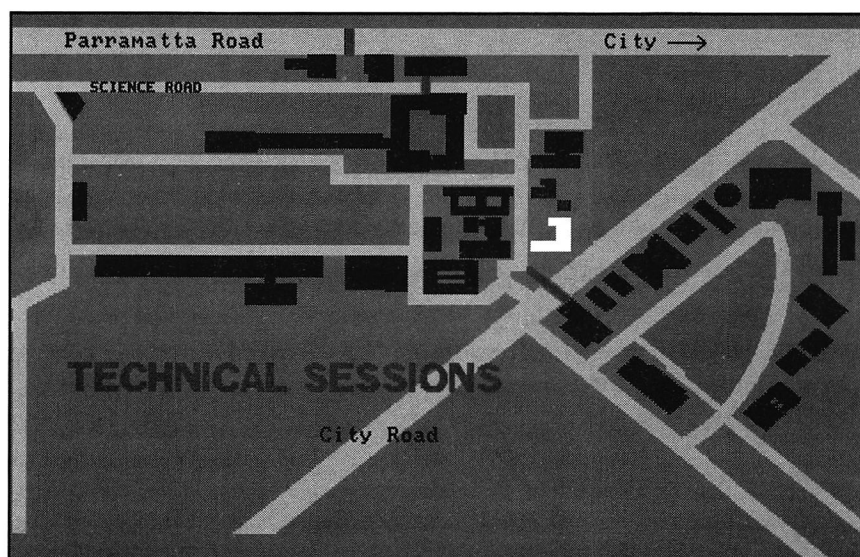 Parramatta Road
City →
SCIENCE ROAD
TECHNICAL SESSIONS
City Road